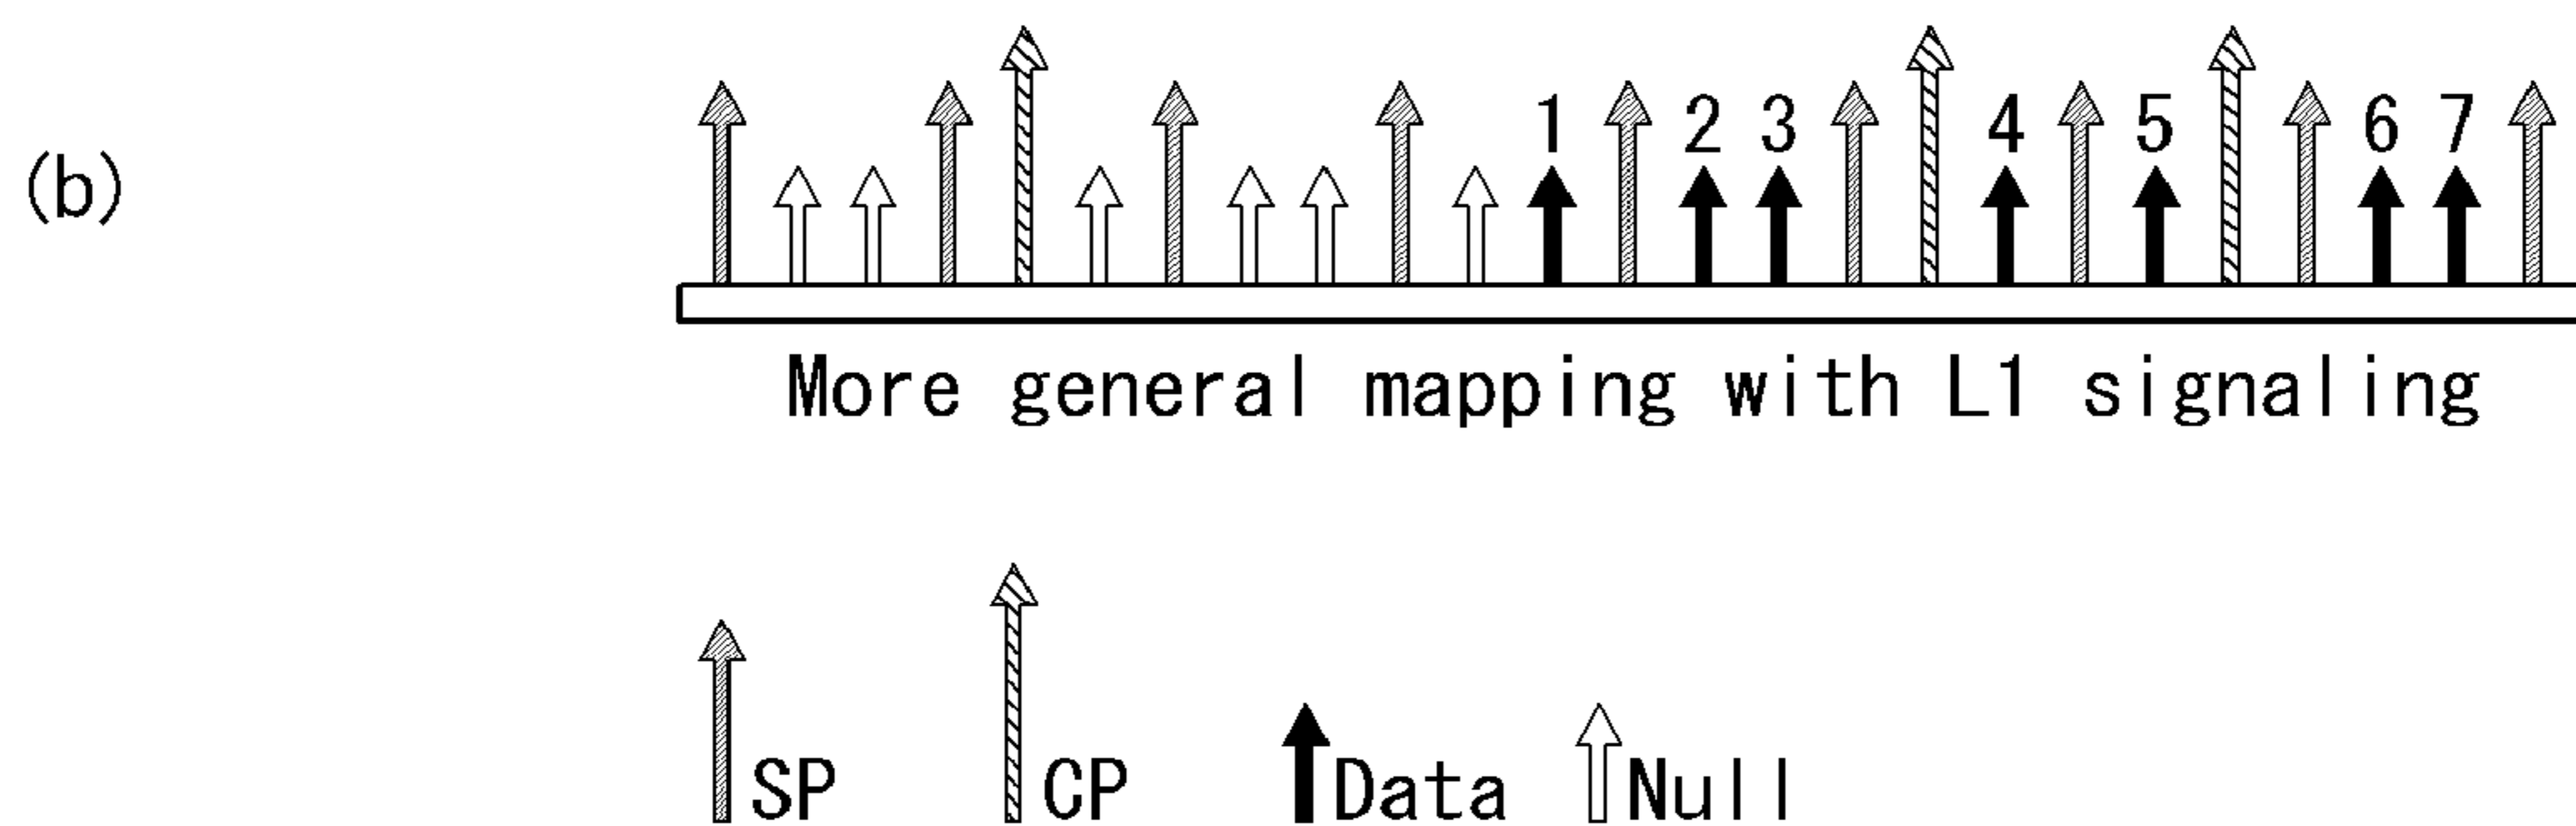 (b)
1 2 3 4 5 6 7
More general mapping with L1 signaling
SP CP Data Null